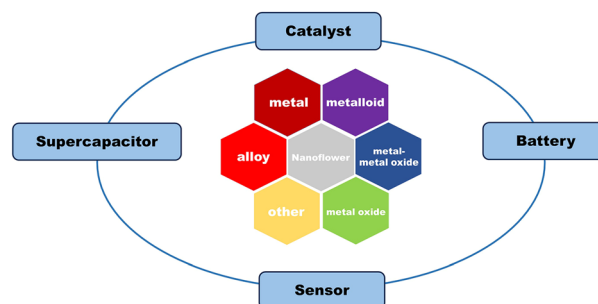 Catalyst
metal
metalloid
Supercapacitor
Battery
alloy
Nanoflower
metal-
metal oxide
other
metal oxide
Sensor